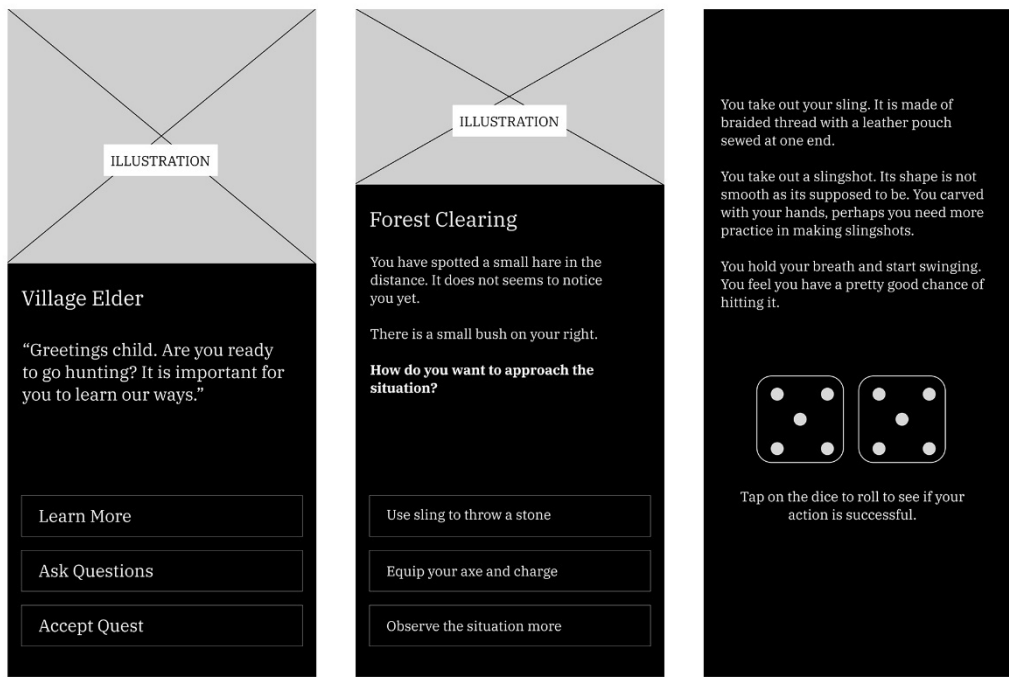 ILLUSTRATION
Village Elder
“Greetings child. Are you ready
to go hunting? It is important for
you to learn our ways.”
Learn More
Ask Questions
Accept Quest
ILLUSTRATION
Forest Clearing
You have spotted a small hare in the
distance. It does not seems to notice
you yet.
There is a small bush on your right.
How do you want to approach the
situation?
Use sling to throw a stone
Equip your axe and charge
Observe the situation more
You take out your sling. It is made of
braided thread with a leather pouch
sewed at one end.
You take out a slingshot. Its shape is not
smooth as its supposed to be. You carved
with your hands, perhaps you need more
practice in making slingshots.
You hold your breath and start swinging.
You feel you have a pretty good chance of
hitting it.
Tap on the dice to roll to see if your
action is successful.